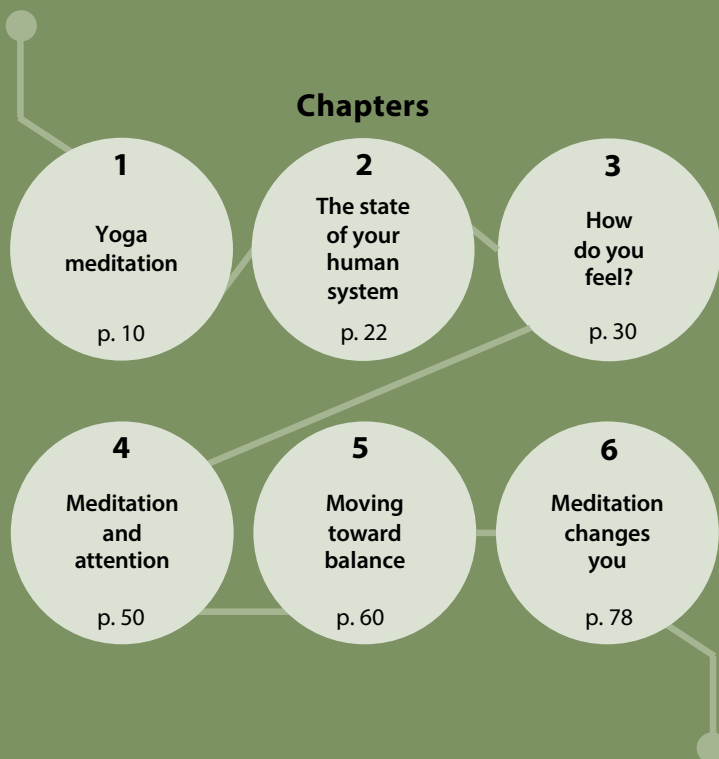 Chapters
1
Yoga
meditation
p. 10
2
The state
of your
human
system
p. 22
3
How
do you
feel?
p. 30
4
Meditation
and
attention
p. 50
5
Moving
toward
balance
p. 60
6
Meditation
changes
you
p. 78